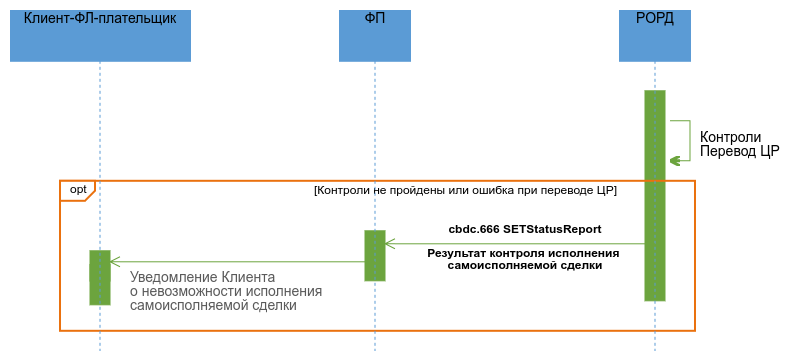 Клиент-ФЛ-плательщик
ФП
РОРД
Контроли
Перевод ЦР
opt
[Контроли не пройдены или ошибка при переводе ЦР]
cbdc.666 SETStatusReport
Результат контроля исполнения
самоисполняемой сделки
Уведомление Клиента
о невозможности исполнения
самоисполняемой сделки